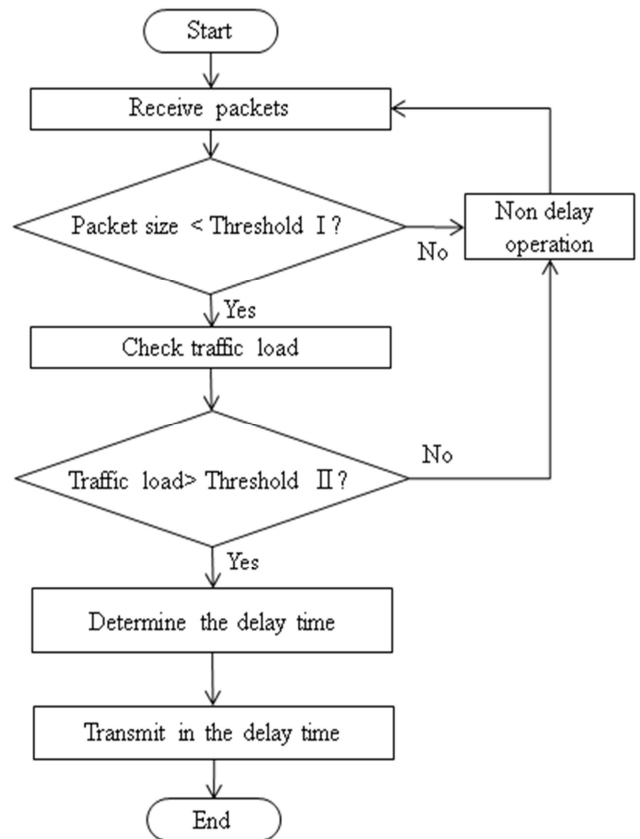 Start
Receive packets
Packet size < Threshold Ⅰ?
No
Non delay
operation
Yes
Check traffic load
Traffic load> Threshold Ⅱ?
No
Yes
Determine the delay time
Transmit in the delay time
End